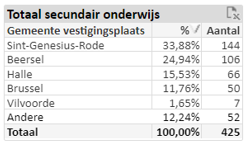 Totaal secundair onderwijs
Gemeente vestigingsplaats % Aantal
Sint-Genesius-Rode 33,88% 144
Beersel 24,94% 106
Halle 15,53% 66
Brussel 11,76% 50
Vilvoorde 1,65% 7
Andere 12,24% 52
Totaal 100,00% 425